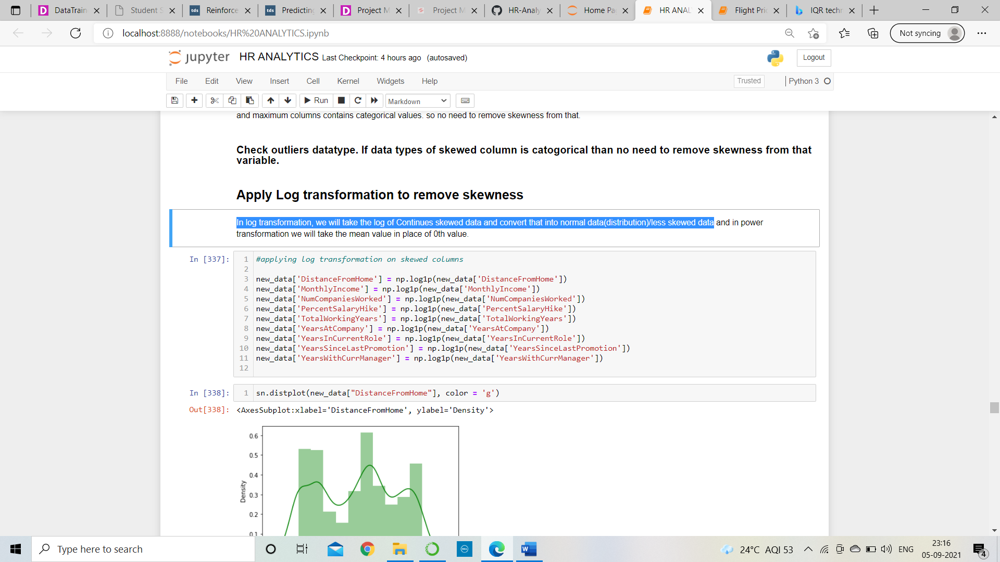 DataTrain
Student S
tds Reinforce
tds Predicting
Project M
Project M
HR-Analy
Home Pa
HR ANAL
Flight Pri
IQR techn
localhost:8888/notebooks/HR%20ANALYTICS.ipynb
Not syncing
jupyter HR ANALYTICS Last Checkpoint: 4 hours ago (autosaved)
Logout
File Edit View Insert Cell Kernel Widgets Help
Trusted
Python 3
Run
Markdown
and maximum columns contains categorical values. so no need to remove skewness from that.
Check outliers datatype. If data types of skewed column is catogorical than no need to remove skewness from that
variable.
Apply Log transformation to remove skewness
In log transformation, we will take the log of Continues skewed data and convert that into normal data(distribution)/less skewed data and in power
transformation we will take the mean value in place of 0th value.
In [337]:
1 #applying log transformation on skewed columns
2
3 new_data['DistanceFromHome'] = np.log1p(new_data['DistanceFromHome'])
4 new_data['MonthlyIncome'] = np.log1p(new_data['MonthlyIncome'])
5 new_data['NumCompaniesWorked'] = np.log1p(new_data['NumCompaniesWorked'])
6 new_data['PercentSalaryHike'] = np.log1p(new_data['PercentSalaryHike'])
7 new_data['TotalWorkingYears'] = np.log1p(new_data['TotalWorkingYears'])
8 new_data['YearsAtCompany'] = np.log1p(new_data['YearsAtCompany'])
9 new_data['YearsInCurrentRole'] = np.log1p(new_data['YearsInCurrentRole'])
10 new_data['YearsSinceLastPromotion'] = np.log1p(new_data['YearsSinceLastPromotion'])
11 new_data['YearsWithCurrManager'] = np.log1p(new_data['YearsWithCurrManager'])
12
In [338]:
1 sn.distplot(new_data["DistanceFromHome"], color = 'g')
Out[338]: <AxesSubplot:xlabel='DistanceFromHome', ylabel='Density'>
0.6
0.5
0.4
0.3
0.2
0.1
Density
Type here to search
24°C AQI 53
ENG
23:16
05-09-2021
4